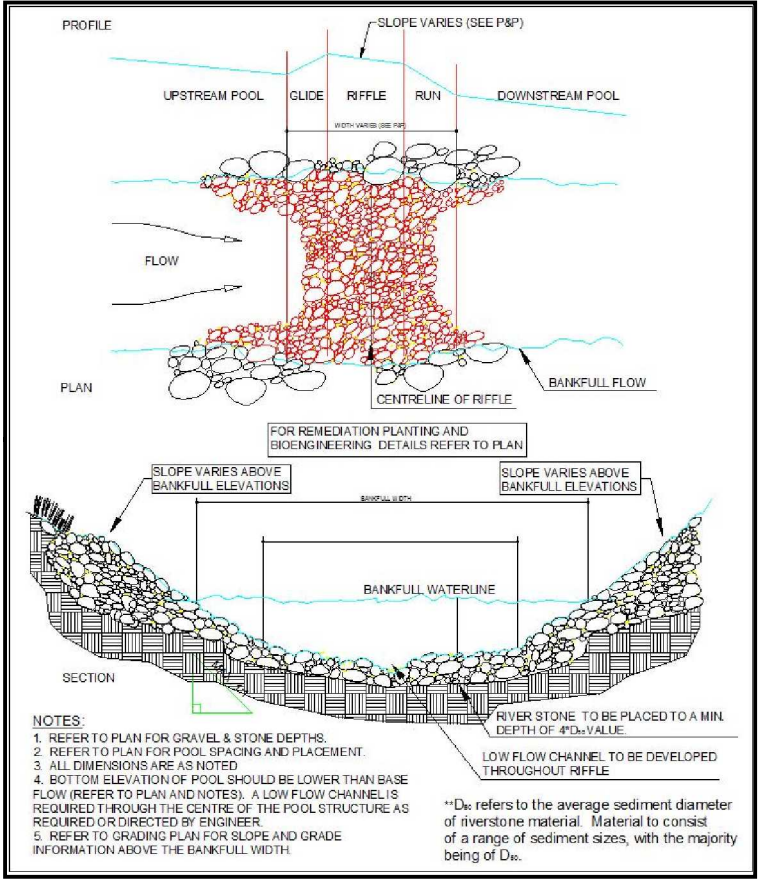 PROFILE
SLOPE VARIES (SEE P&P)
UPSTREAM POOL
GLIDE
RIFFLE
RUN
DOWNSTREAM POOL
WIDTH VARIES (SEE P&P)
FLOW
PLAN
BANKFULL FLOW
CENTRELINE OF RIFFLE
FOR REMEDIATION PLANTING AND
BIOENGINEERING DETAILS REFER TO PLAN
SLOPE VARIES ABOVE
BANKFULL ELEVATIONS
SLOPE VARIES ABOVE
BANKFULL ELEVATIONS
BANKFULL WIDTH
BANKFULL WATERLINE
SECTION
RIVER STONE TO BE PLACED TO A MIN.
DEPTH OF 4*D₅₀ VALUE.
LOW FLOW CHANNEL TO BE DEVELOPED
THROUGHOUT RIFFLE
NOTES:
1. REFER TO PLAN FOR GRAVEL & STONE DEPTHS.
2. REFER TO PLAN FOR POOL SPACING AND PLACEMENT.
3. ALL DIMENSIONS ARE AS NOTED
4. BOTTOM ELEVATION OF POOL SHOULD BE LOWER THAN BASE
FLOW (REFER TO PLAN AND NOTES). A LOW FLOW CHANNEL IS
REQUIRED THROUGH THE CENTRE OF THE POOL STRUCTURE AS
REQUIRED OR DIRECTED BY ENGINEER.
5. REFER TO GRADING PLAN FOR SLOPE AND GRADE
INFORMATION ABOVE THE BANKFULL WIDTH.
**D₅₀ refers to the average sediment diameter
of riverstone material. Material to consist
of a range of sediment sizes, with the majority
being of D₅₀.